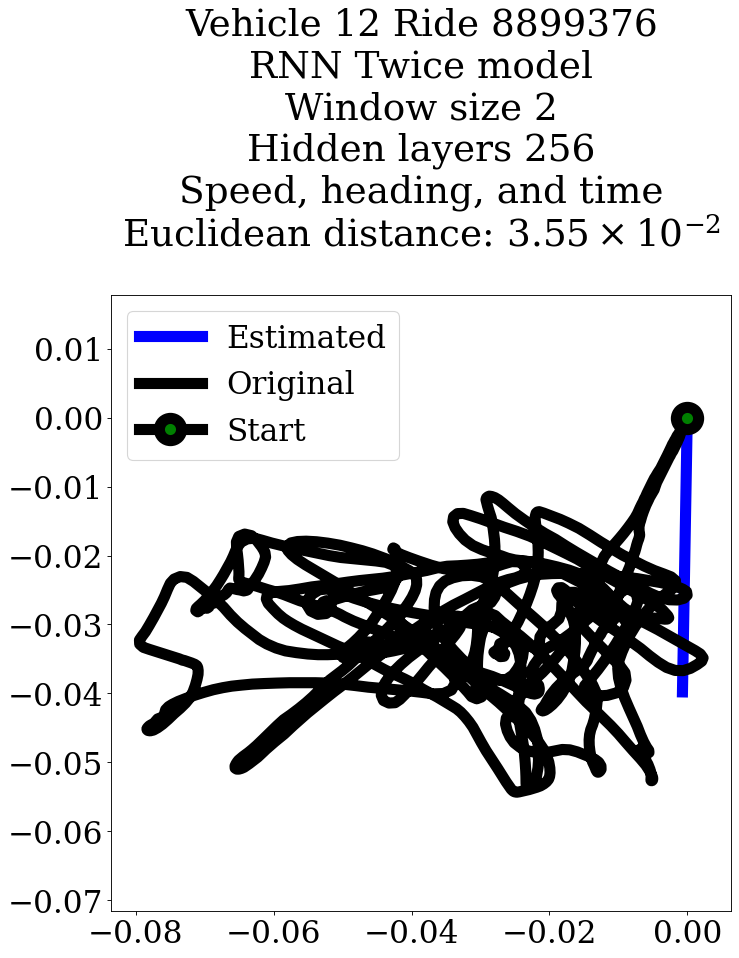 Vehicle 12 Ride 8899376
RNN Twice model
Window size 2
Hidden layers 256
Speed, heading, and time
Euclidean distance: 3.55 × 10⁻²
Estimated
Original
Start
0.01
0.00
−0.01
−0.02
−0.03
−0.04
−0.05
−0.06
−0.07
−0.08 −0.06 −0.04 −0.02 0.00